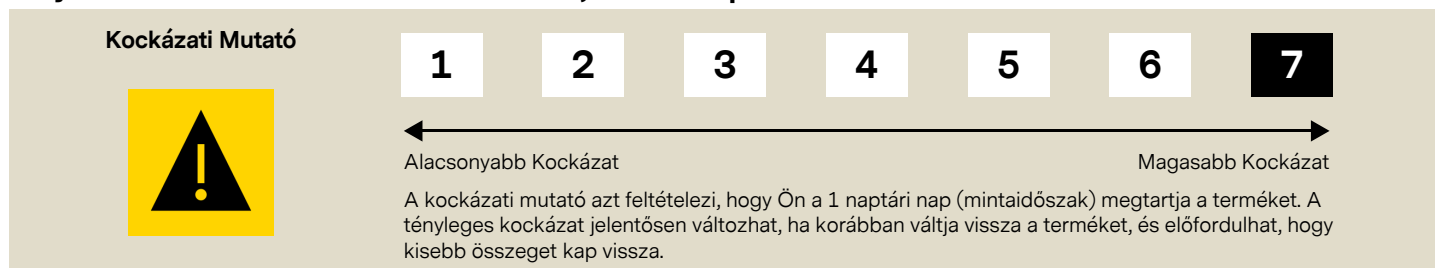 Kockázati Mutató
1 2 3 4 5 6 7
Alacsonyabb Kockázat Magasabb Kockázat
A kockázati mutató azt feltételezi, hogy Ön a 1 naptári nap (mintaidőszak) megtartja a terméket. A
tényleges kockázat jelentősen változhat, ha korábban váltja vissza a terméket, és előfordulhat, hogy
kisebb összeget kap vissza.